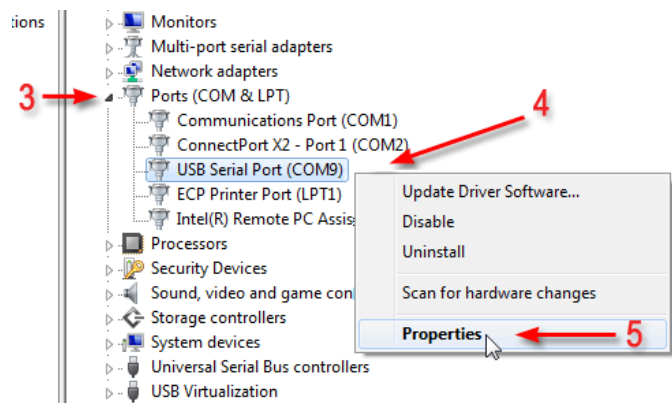 tions
Monitors
Multi-port serial adapters
Network adapters
3
Ports (COM & LPT)
4
Communications Port (COM1)
ConnectPort X2 - Port 1 (COM2)
USB Serial Port (COM9)
ECP Printer Port (LPT1)
Intel(R) Remote PC Assis
Processors
Security Devices
Sound, video and game con
Storage controllers
System devices
Universal Serial Bus controllers
USB Virtualization
Update Driver Software...
Disable
Uninstall
Scan for hardware changes
Properties
5